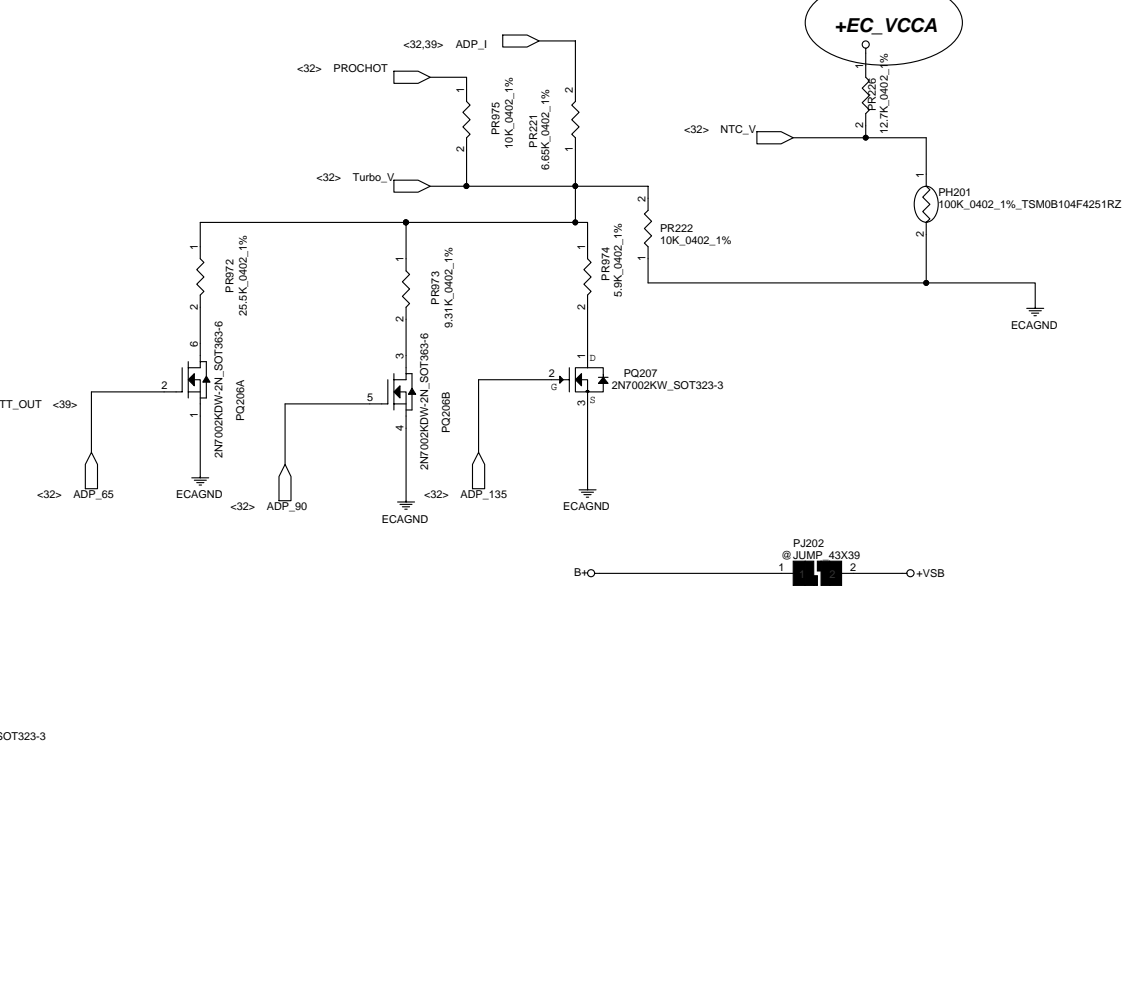 +EC_VCCA
<32,39> ADP_I
<32> PROCHOT
1
2
PR975
10K_0402_1%
2
1
PR221
6.65K_0402_1%
1
2
PR226
12.7K_0402_1%
<32> NTC_V
<32> Turbo_V
1
2
PH201
100K_0402_1%_TSM0B104F4251RZ
2
1
PR222
10K_0402_1%
1
2
PR972
25.5K_0402_1%
1
2
PR973
9.31K_0402_1%
1
2
PR974
5.9K_0402_1%
ECAGND
6
2
1
2N7002KDW-2N_SOT363-6
PQ206A
3
5
4
2N7002KDW-2N_SOT363-6
PQ206B
1
D
2
G
3
S
PQ207
2N7002KW_SOT323-3
TT_OUT <39>
<32> ADP_65
ECAGND
<32> ADP_90
ECAGND
<32> ADP_135
ECAGND
PJ202
@ JUMP_43X39
B+
1
1
2
2
+VSB
SOT323-3